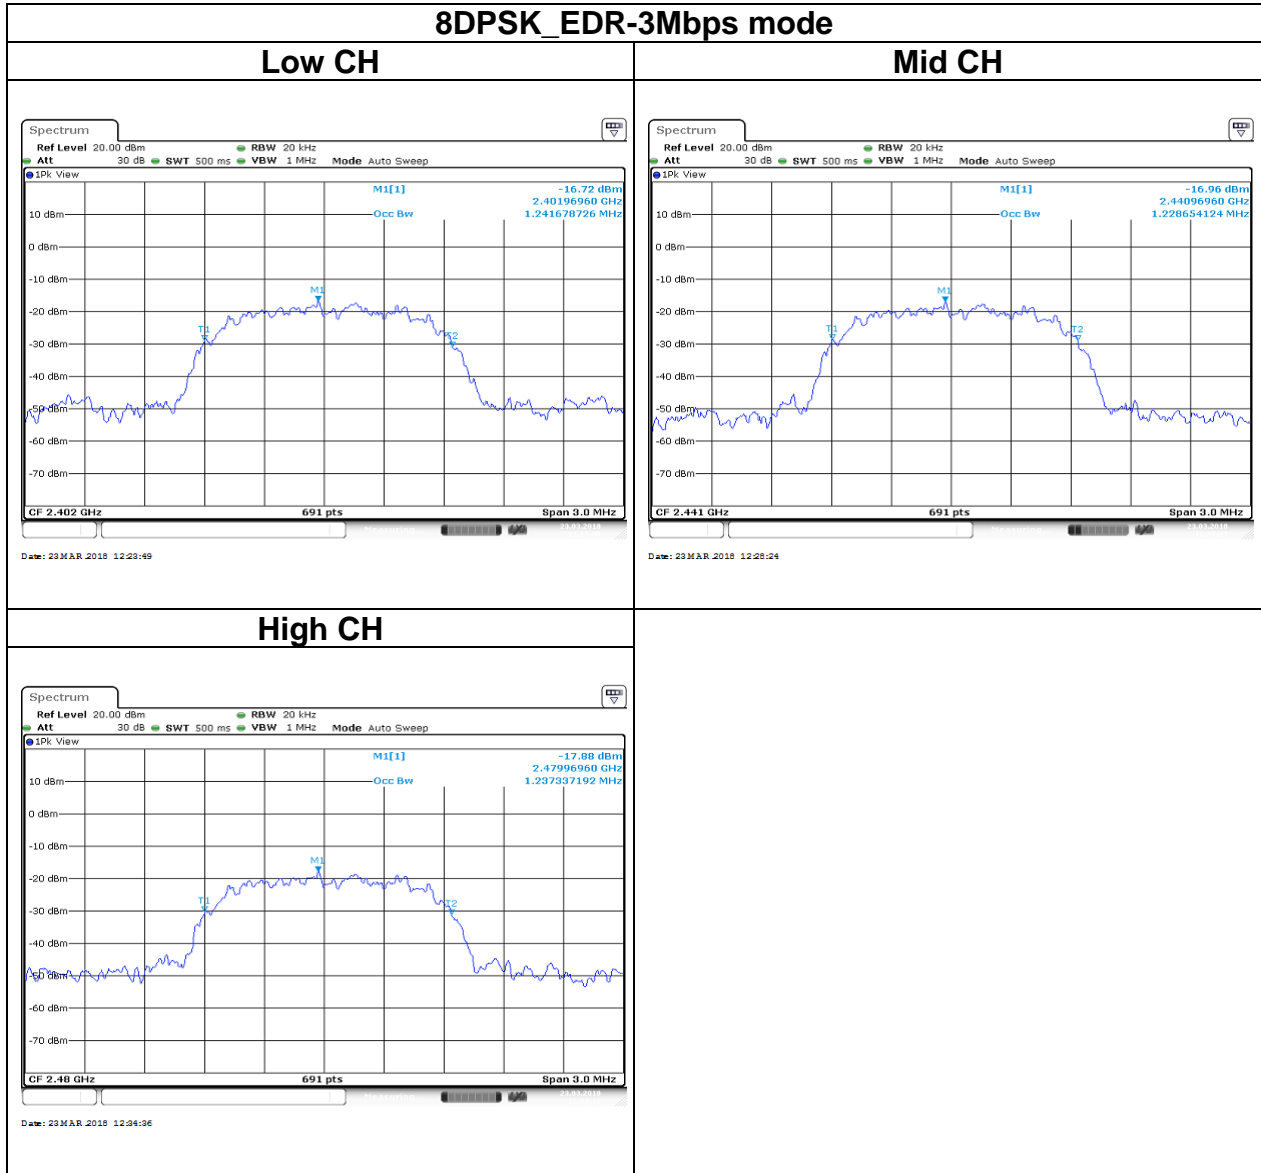 8DPSK_EDR-3Mbps mode
Low CH
Mid CH
Spectrum
Ref Level 20.00 dBm RBW 20 kHz
Att 30 dB SWT 500 ms VBW 1 MHz Mode Auto Sweep
1Pk View
M1[1] -16.72 dBm
2.40196960 GHz
10 dBm
Occ Bw 1.241678726 MHz
0 dBm
-10 dBm
M1
-20 dBm
T1
T2
-30 dBm
-40 dBm
-50 dBm
-60 dBm
-70 dBm
CF 2.402 GHz 691 pts Span 3.0 MHz
23.03.2018
Date: 23.MAR.2018 12:23:49
Spectrum
Ref Level 20.00 dBm RBW 20 kHz
Att 30 dB SWT 500 ms VBW 1 MHz Mode Auto Sweep
1Pk View
M1[1] -16.96 dBm
2.44096960 GHz
10 dBm
Occ Bw 1.228654124 MHz
0 dBm
-10 dBm
M1
-20 dBm
T1
T2
-30 dBm
-40 dBm
-50 dBm
-60 dBm
-70 dBm
CF 2.441 GHz 691 pts Span 3.0 MHz
23.03.2018
Date: 23.MAR.2018 12:28:24
High CH
Spectrum
Ref Level 20.00 dBm RBW 20 kHz
Att 30 dB SWT 500 ms VBW 1 MHz Mode Auto Sweep
1Pk View
M1[1] -17.88 dBm
2.47996960 GHz
10 dBm
Occ Bw 1.237337192 MHz
0 dBm
-10 dBm
M1
-20 dBm
T1
T2
-30 dBm
-40 dBm
-50 dBm
-60 dBm
-70 dBm
CF 2.48 GHz 691 pts Span 3.0 MHz
23.03.2018
Date: 23.MAR.2018 12:34:36